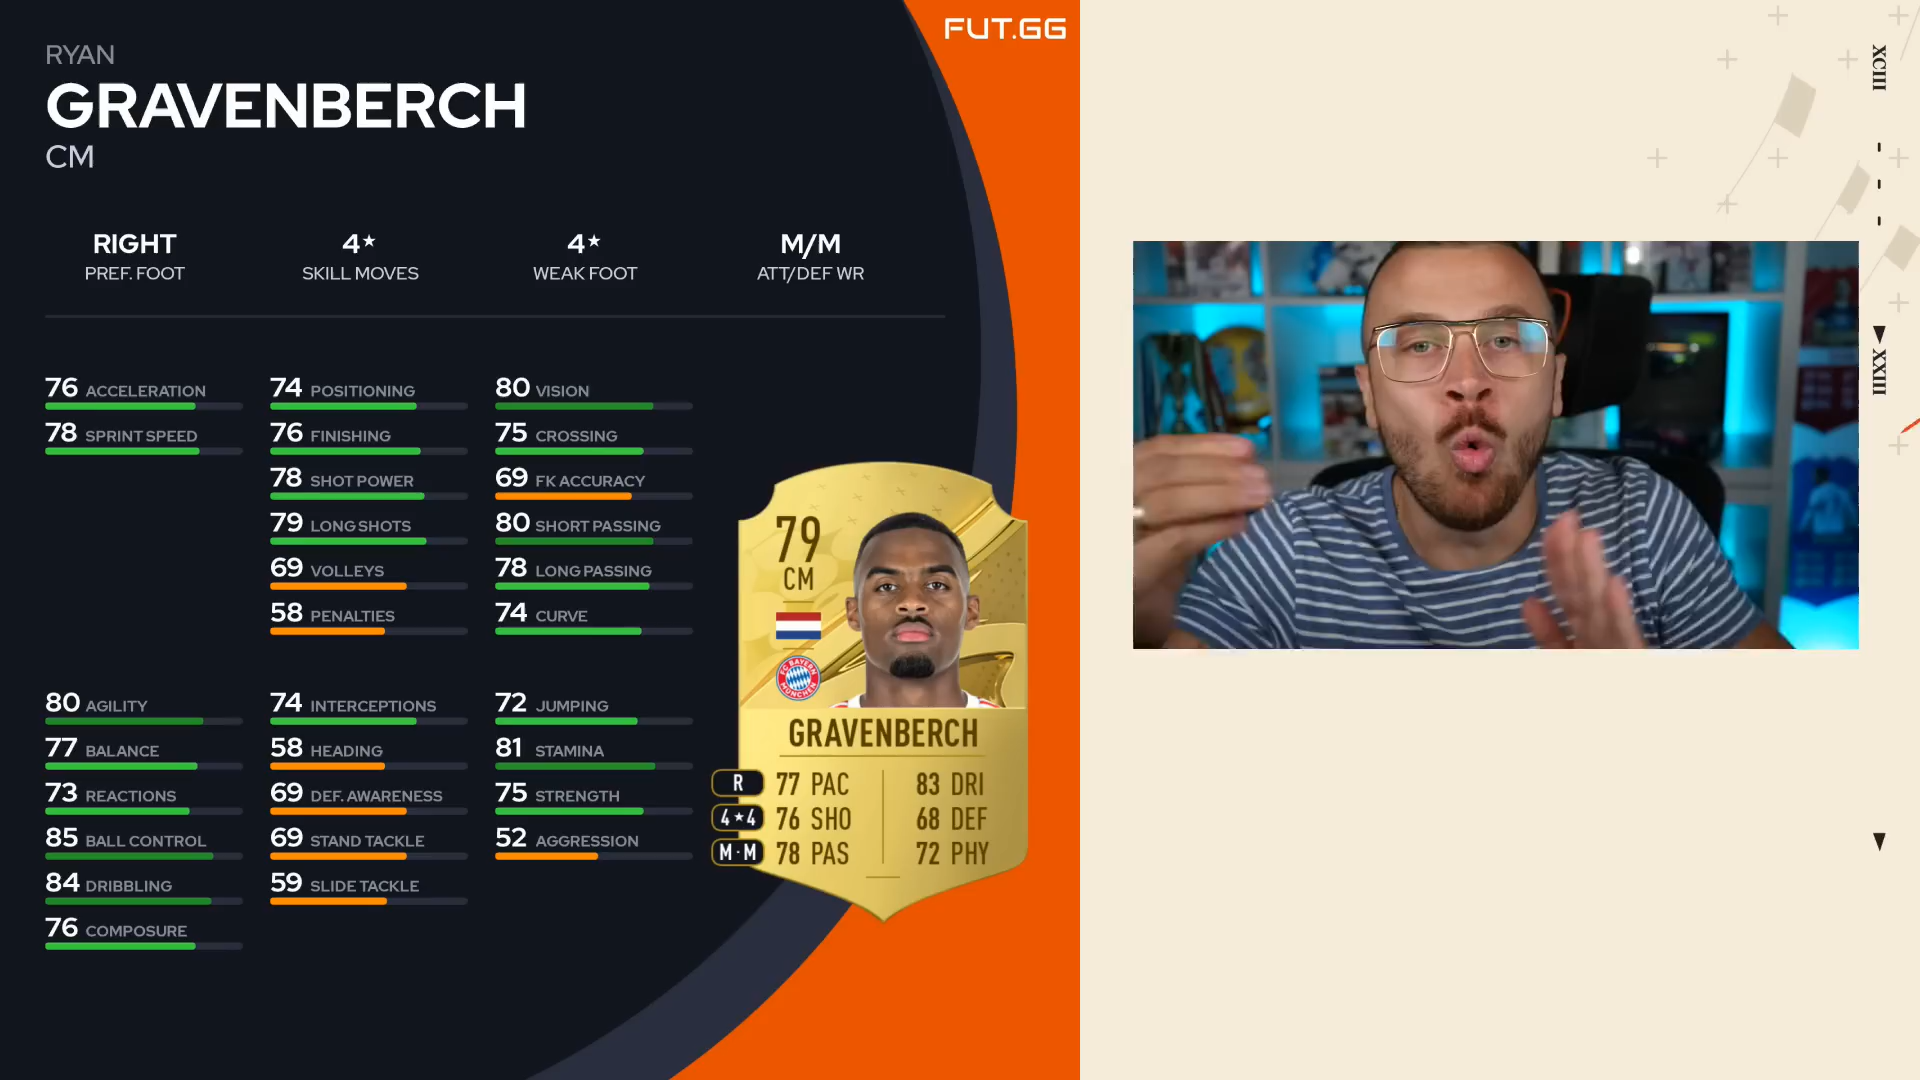 FUT.GG
RYAN
GRAVENBERCH
CM
RIGHT
PREF. FOOT
4★
SKILL MOVES
4★
WEAK FOOT
M/M
ATT/DEF WR
76 ACCELERATION
78 SPRINT SPEED
74 POSITIONING
76 FINISHING
78 SHOT POWER
79 LONG SHOTS
69 VOLLEYS
58 PENALTIES
80 VISION
75 CROSSING
69 FK ACCURACY
80 SHORT PASSING
78 LONG PASSING
74 CURVE
80 AGILITY
77 BALANCE
73 REACTIONS
85 BALL CONTROL
84 DRIBBLING
76 COMPOSURE
74 INTERCEPTIONS
58 HEADING
69 DEF. AWARENESS
69 STAND TACKLE
59 SLIDE TACKLE
72 JUMPING
81 STAMINA
75 STRENGTH
52 AGGRESSION
79
CM
FC BAYERN
MÜNCHEN
GRAVENBERCH
R
4★4
M·M
77 PAC
76 SHO
78 PAS
83 DRI
68 DEF
72 PHY
XCIII
XXIII